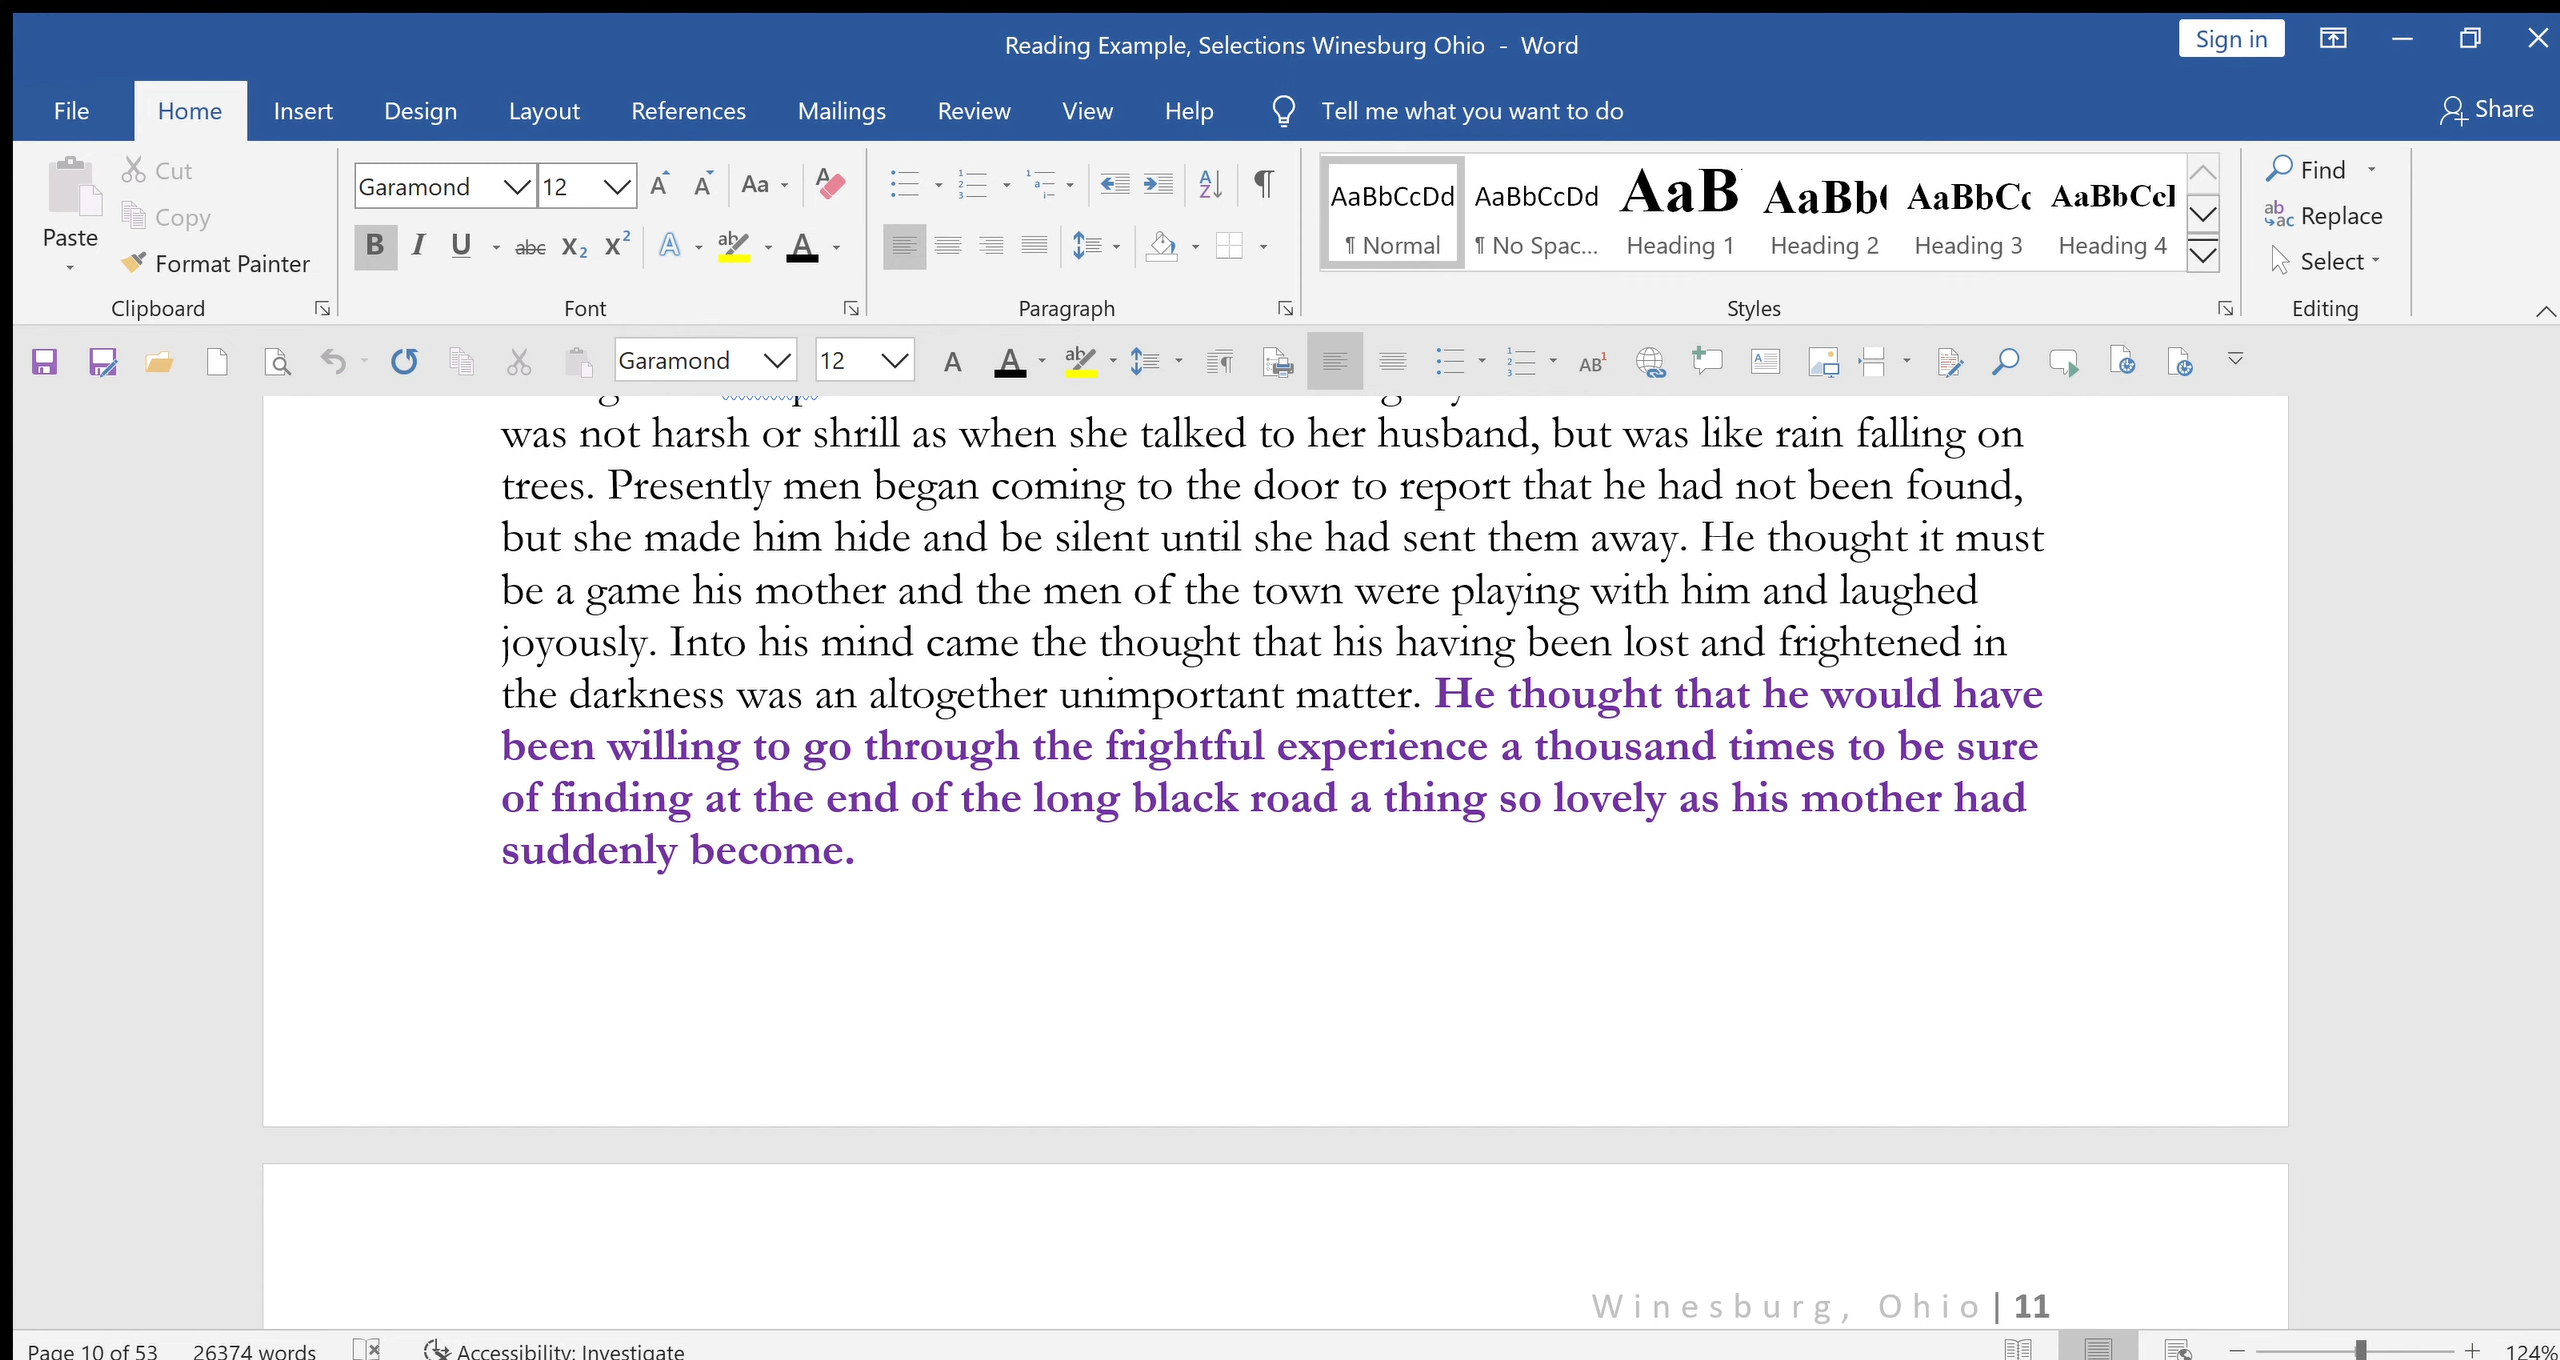 Reading Example, Selections Winesburg Ohio - Word
Sign in
File Home Insert Design Layout References Mailings Review View Help Tell me what you want to do Share
Paste Cut Copy Format Painter
Clipboard
Garamond 12
Font
Paragraph
AaBbCcDd AaBbCcDd AaB AaBb AaBbC AaBbCcl
¶ Normal ¶ No Spac... Heading 1 Heading 2 Heading 3 Heading 4
Styles
Find
Replace
Select
Editing
Garamond 12
was not harsh or shrill as when she talked to her husband, but was like rain falling on
trees. Presently men began coming to the door to report that he had not been found,
but she made him hide and be silent until she had sent them away. He thought it must
be a game his mother and the men of the town were playing with him and laughed
joyously. Into his mind came the thought that his having been lost and frightened in
the darkness was an altogether unimportant matter. He thought that he would have
been willing to go through the frightful experience a thousand times to be sure
of finding at the end of the long black road a thing so lovely as his mother had
suddenly become.
Winesburg, Ohio | 11
Page 10 of 53 26374 words Accessibility: Investigate 124%